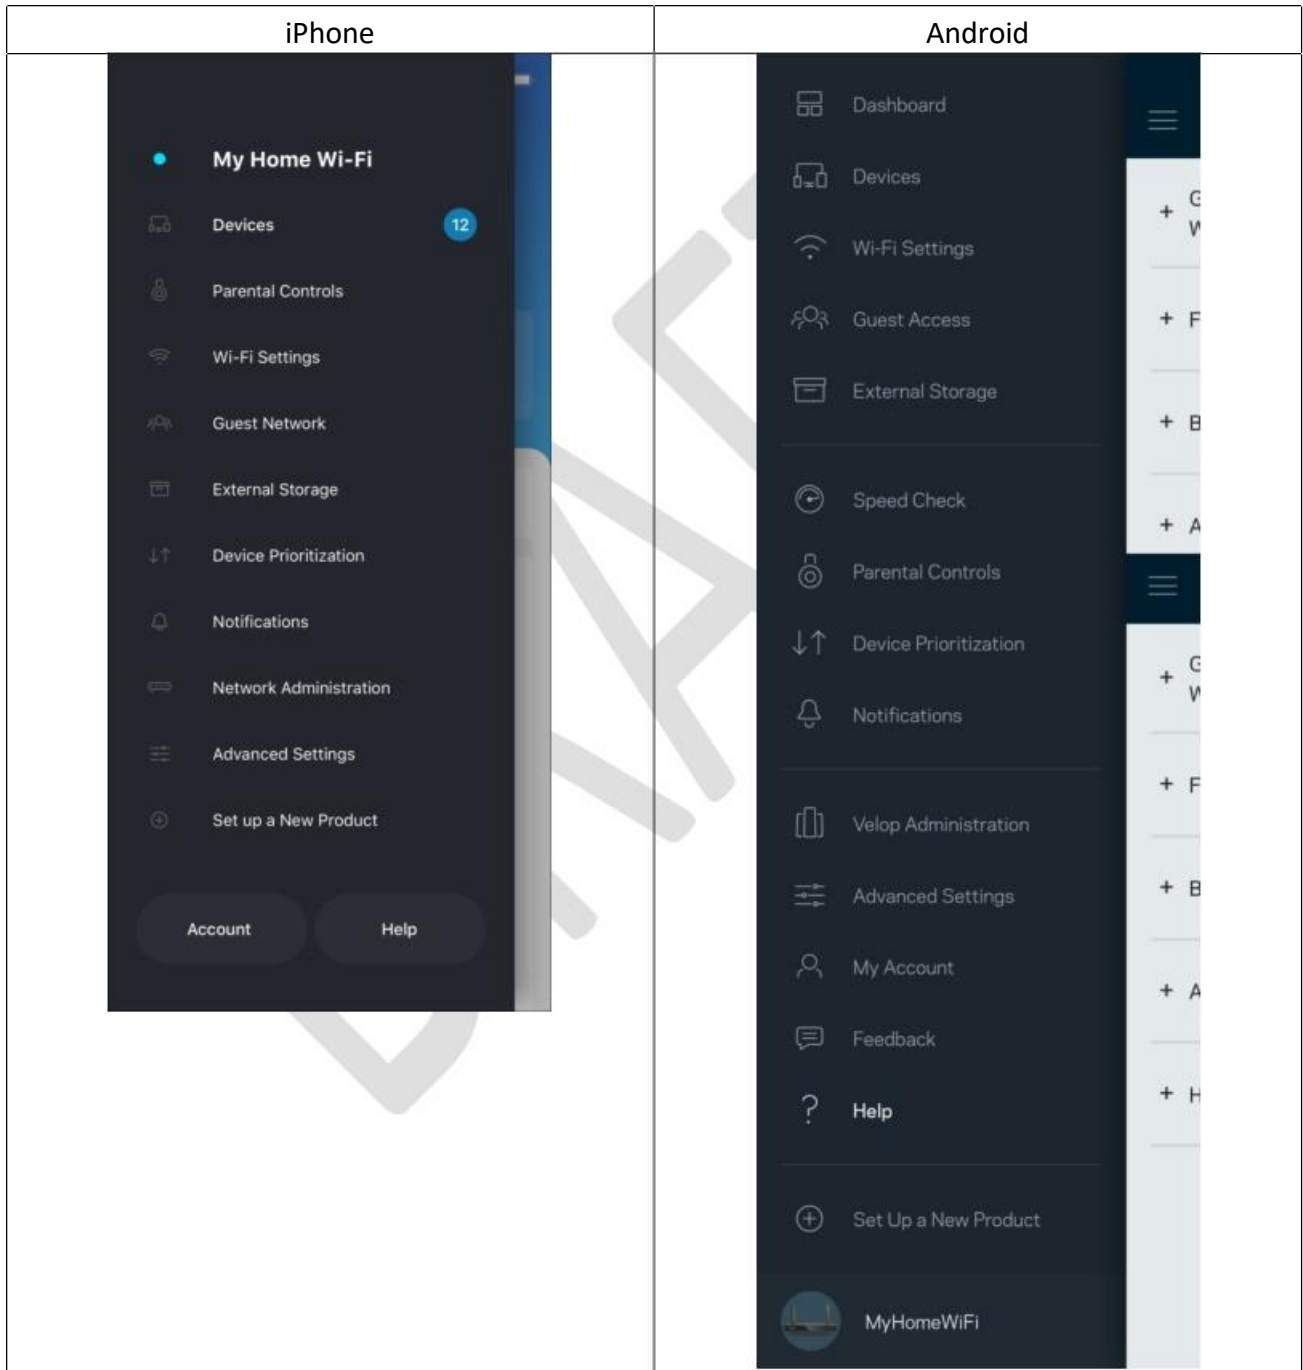 iPhone
Android
My Home Wi-Fi
Devices 12
Parental Controls
Wi-Fi Settings
Guest Network
External Storage
Device Prioritization
Notifications
Network Administration
Advanced Settings
Set up a New Product
Account
Help
Dashboard
Devices
Wi-Fi Settings
Guest Access
External Storage
Speed Check
Parental Controls
Device Prioritization
Notifications
Velop Administration
Advanced Settings
My Account
Feedback
Help
Set Up a New Product
MyHomeWiFi
+ F
+ B
+ A
+ F
+ B
+ A
+ H
DRAFT